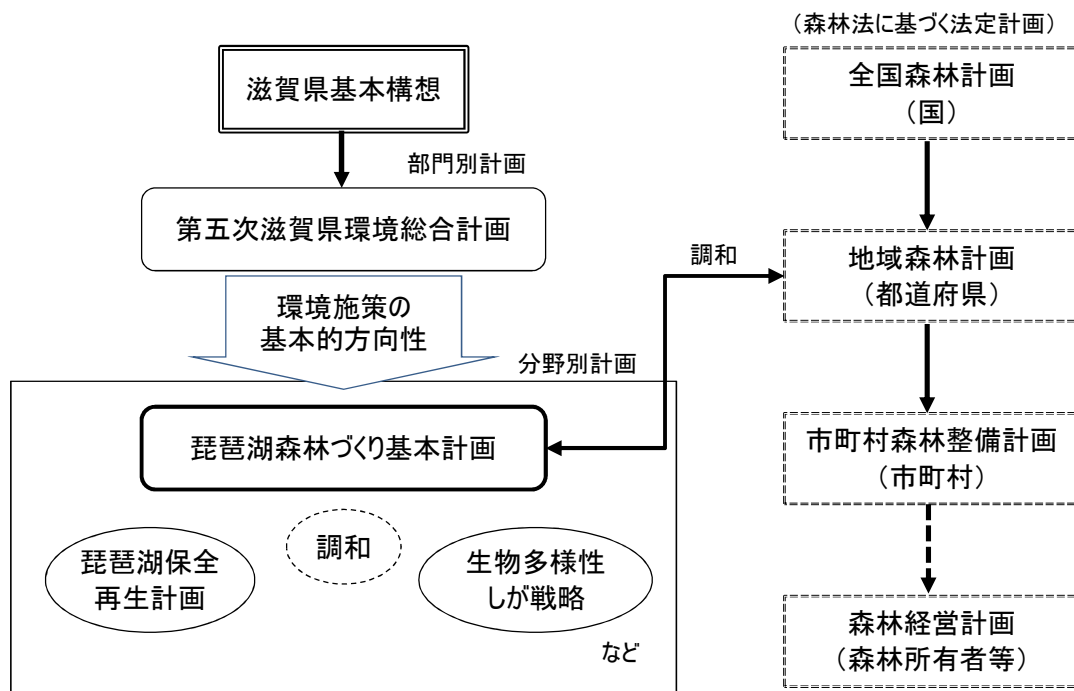 滋賀県基本構想
部門別計画
第五次滋賀県環境総合計画
環境施策の
基本的方向性
分野別計画
琵琶湖森林づくり基本計画
調和
琵琶湖保全
再生計画
生物多様性
しが戦略
など
調和
（森林法に基づく法定計画）
全国森林計画
（国）
地域森林計画
（都道府県）
市町村森林整備計画
（市町村）
森林経営計画
（森林所有者等）